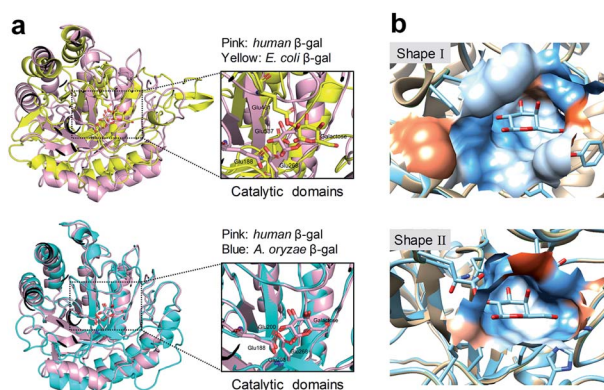 a
Pink: human β-gal
Yellow: E. coli β-gal
Glu537
Galactose
Glu188
Catalytic domains
Pink: human β-gal
Blue: A. oryzae β-gal
Glu200
Galactose
Glu188
Catalytic domains
b
Shape I
Shape II